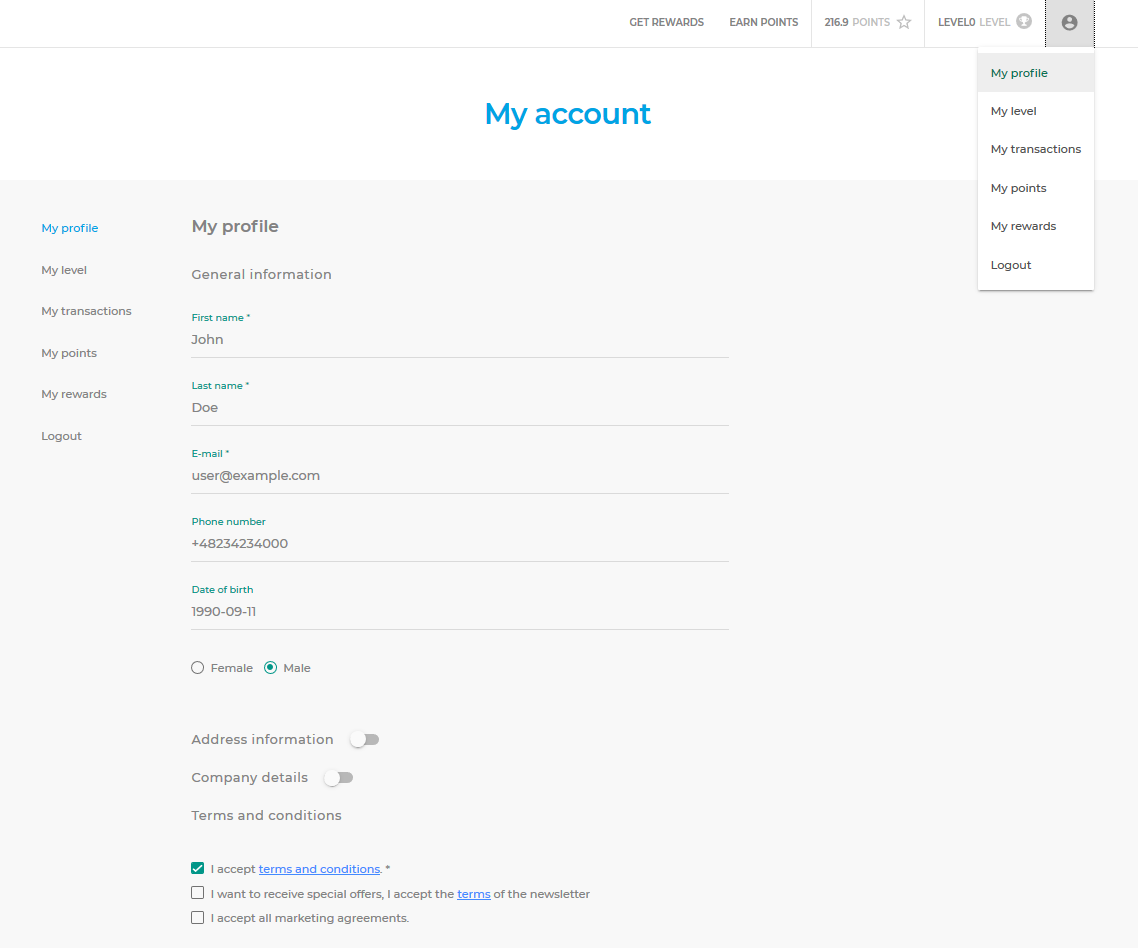 GET REWARDS EARN POINTS 216.9 POINTS LEVEL0 LEVEL
My profile
My level
My transactions
My points
My rewards
Logout
My account
My profile
My level
My transactions
My points
My rewards
Logout
My profile
General information
First name *
John
Last name *
Doe
E-mail *
user@example.com
Phone number
+48234234000
Date of birth
1990-09-11
Female Male
Address information
Company details
Terms and conditions
I accept terms and conditions. *
I want to receive special offers, I accept the terms of the newsletter
I accept all marketing agreements.